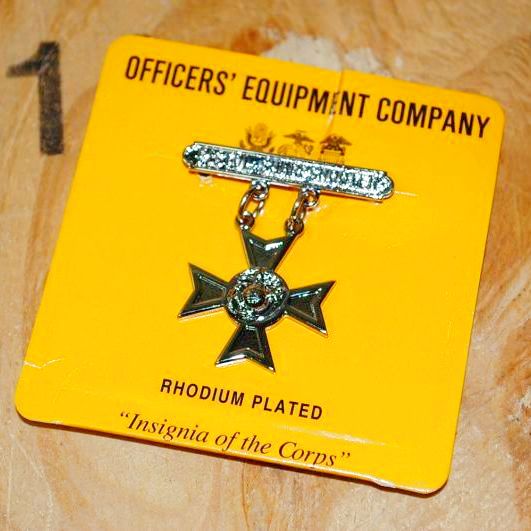 1
OFFICERS' EQUIPMENT COMPANY
RHODIUM PLATED
"Insignia of the Corps"